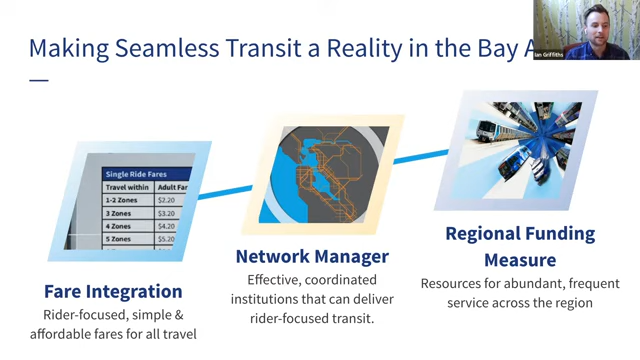 Making Seamless Transit a Reality in the Bay A
Ian Griffiths
Single Ride Fares
Travel within Adult Far
1-2 Zones $2.20
3 Zones $3.20
4 Zones $4.20
5 Zones $5.20
Fare Integration
Rider-focused, simple &
affordable fares for all travel
Network Manager
Effective, coordinated
institutions that can deliver
rider-focused transit.
Regional Funding
Measure
Resources for abundant, frequent
service across the region